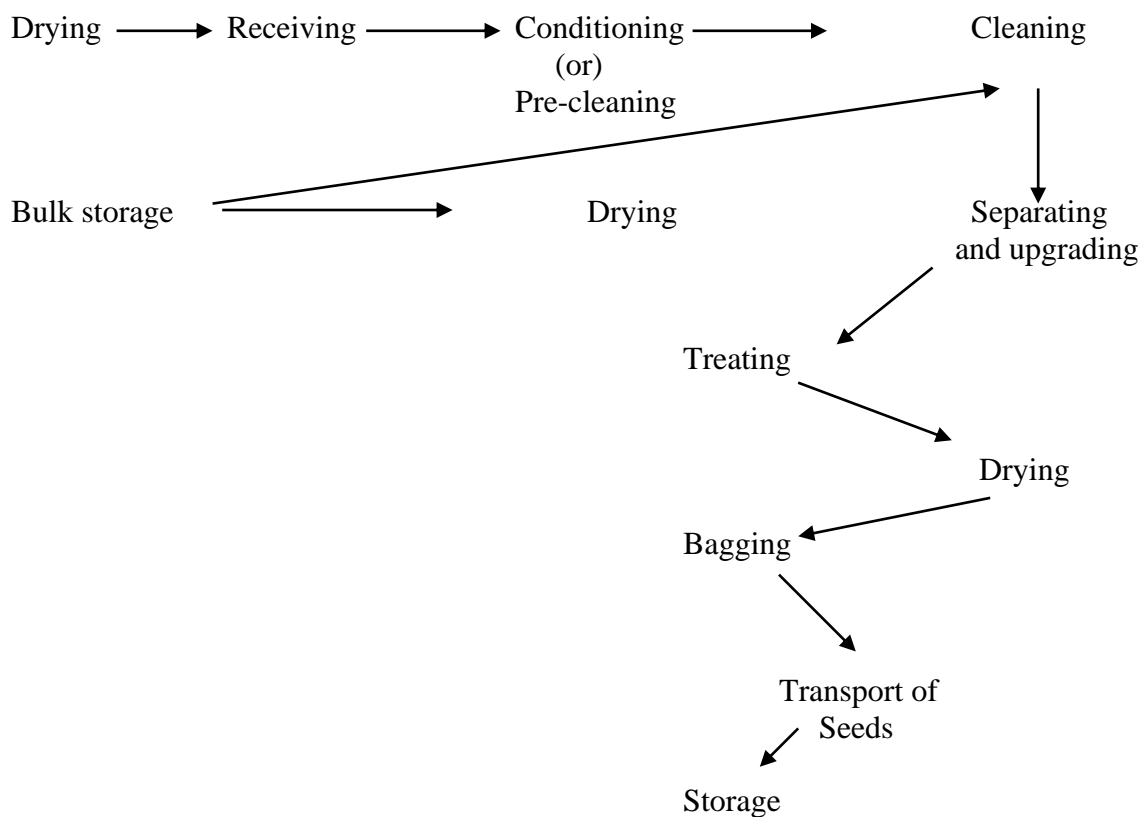 Drying Receiving Conditioning Cleaning
(or)
Pre-cleaning
Bulk storage Drying Separating
and upgrading
Treating
Drying
Bagging
Transport of
Seeds
Storage